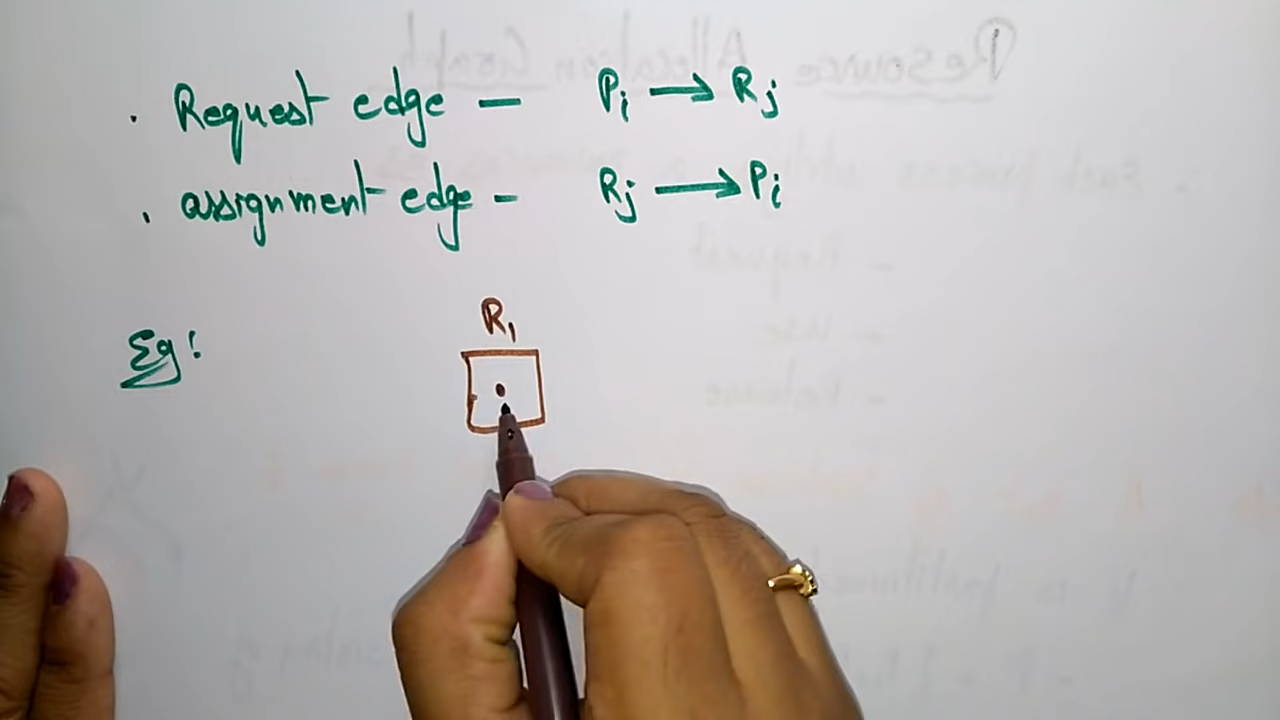 . Request edge — Pi → Rj
. assignment edge - Rj → Pi
Eg:
R1